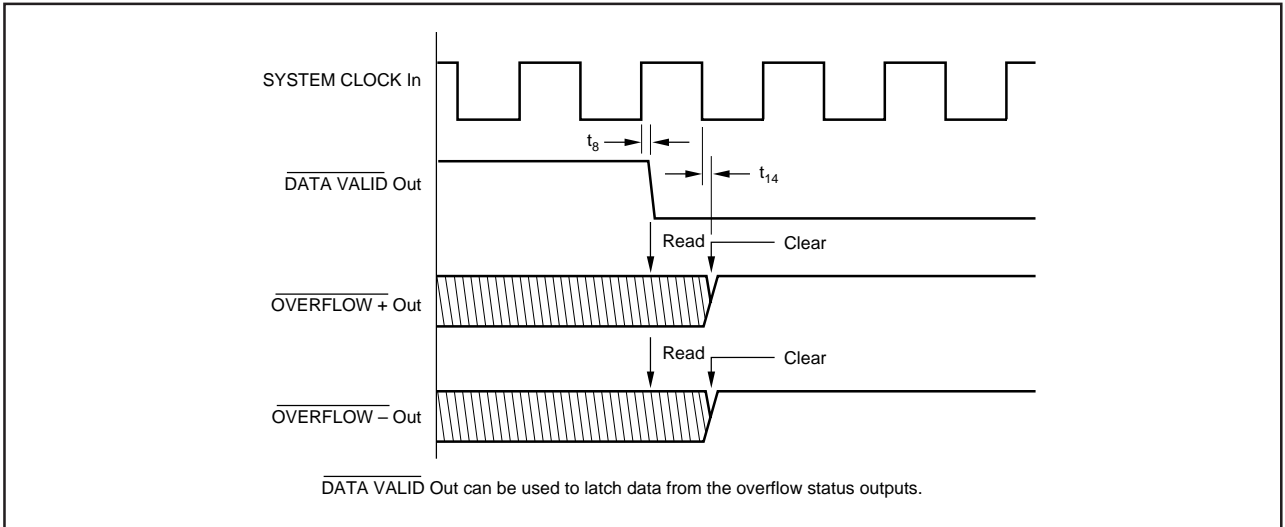 SYSTEM CLOCK In
t8
DATA VALID Out
t14
Read
Clear
OVERFLOW + Out
Read
Clear
OVERFLOW – Out
DATA VALID Out can be used to latch data from the overflow status outputs.